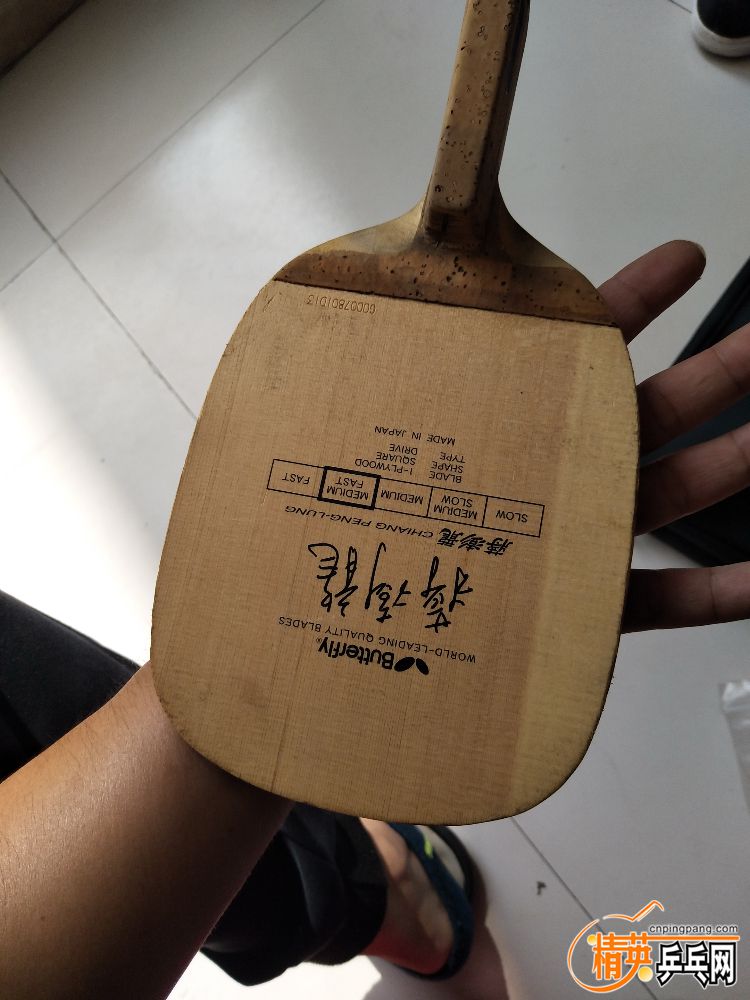 Butterfly
WORLD-LEADING QUALITY BLADES
蒋澎龍
蒋澎龍 CHIANG PENG-LUNG
SLOW MEDIUM SLOW MEDIUM MEDIUM FAST FAST
BLADE 1-PLYWOOD
SHAPE SQUARE
TYPE DRIVE
MADE IN JAPAN
G0007801D13
cnpingpang.com
精英乒乓网